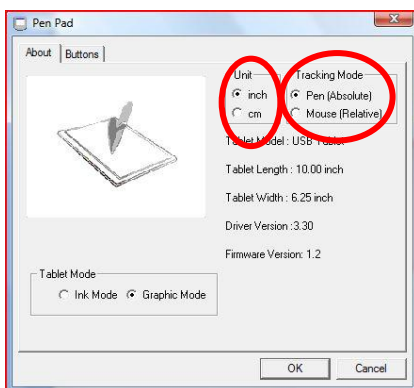 Pen Pad
About Buttons
Unit Tracking Mode
inch Pen (Absolute)
cm Mouse (Relative)
Tablet Model : USB Tablet
Tablet Length : 10.00 inch
Tablet Width : 6.25 inch
Driver Version :3.30
Firmware Version: 1.2
Tablet Mode
Ink Mode Graphic Mode
OK Cancel